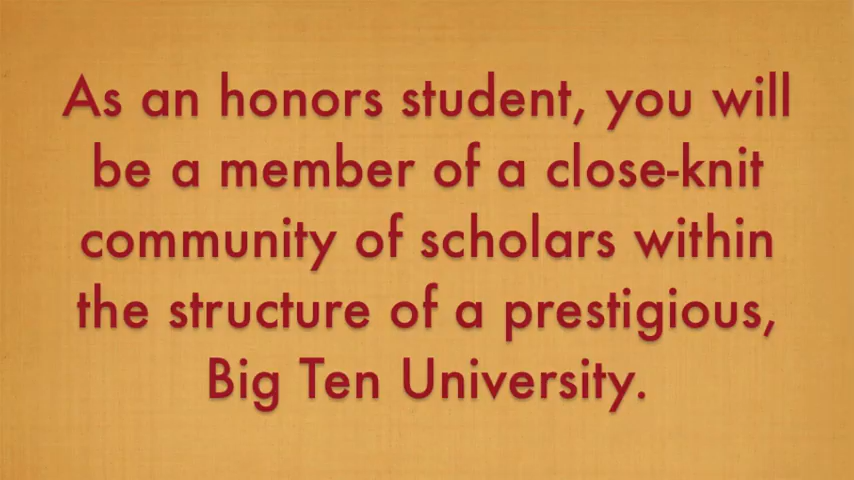 As an honors student, you will
be a member of a close-knit
community of scholars within
the structure of a prestigious,
Big Ten University.